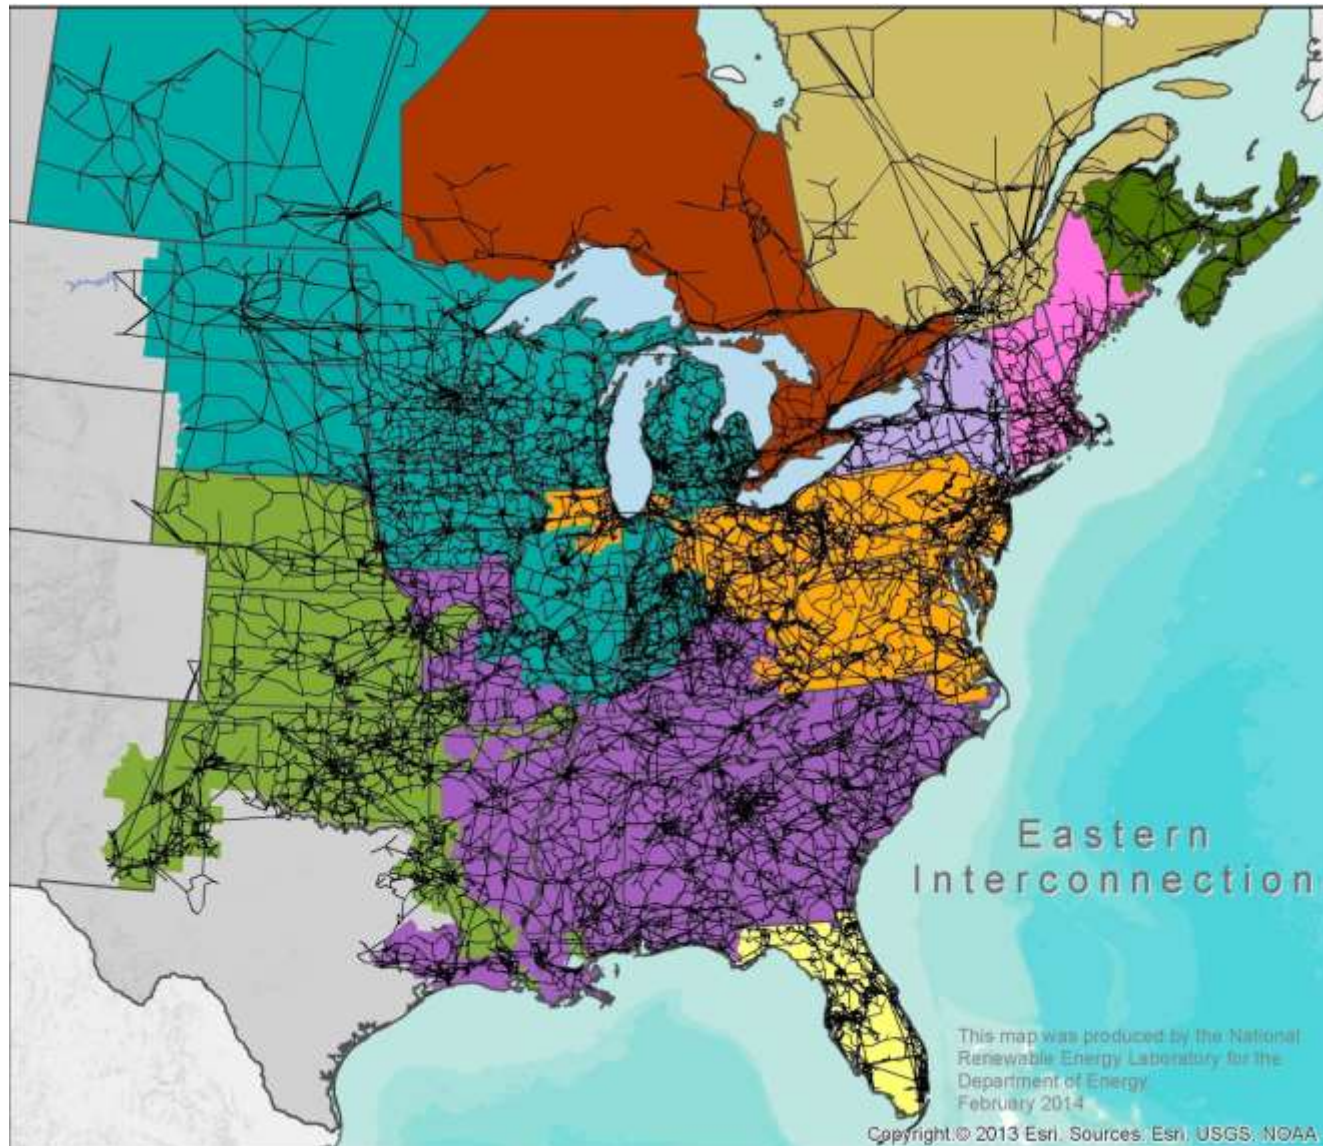 Eastern
Interconnection
This map was produced by the National
Renewable Energy Laboratory for the
Department of Energy
February 2014
Copyright:© 2013 Esri, Sources: Esri, USGS, NOAA